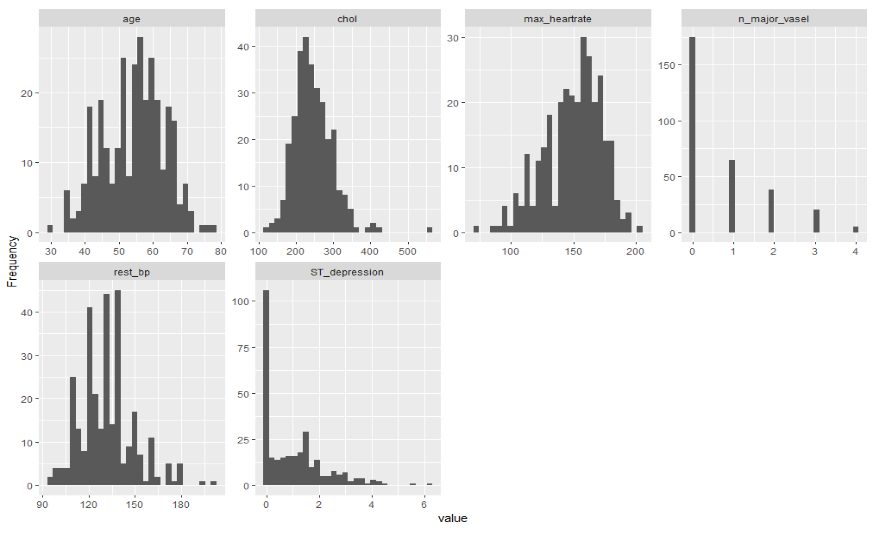 age
chol
max_heartrate
n_major_vasel
20
10
0
30 40 50 60 70 80
40
30
20
10
0
100 200 300 400 500
30
20
10
0
100 150 200
150
100
50
0
0 1 2 3 4
Frequency
rest_bp
ST_depression
40
30
20
10
0
90 120 150 180
100
75
50
25
0
0 2 4 6
value